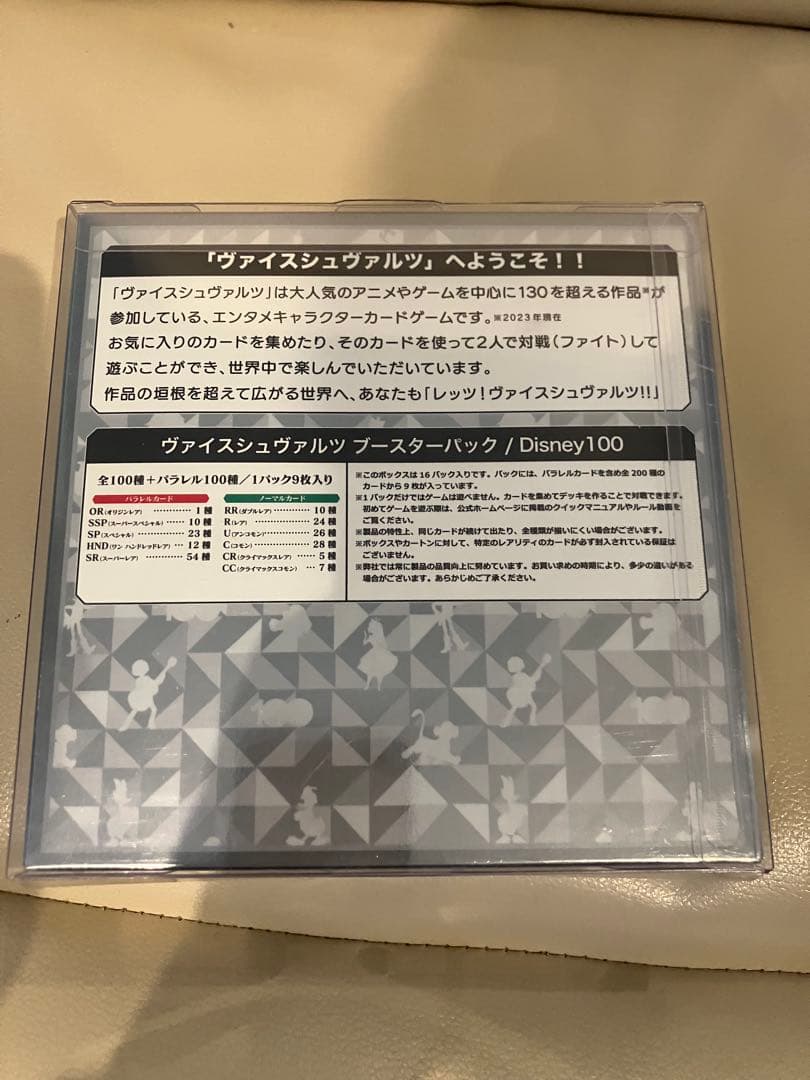 「ヴァイスシュヴァルツ」へようこそ！！
「ヴァイスシュヴァルツ」は大人気のアニメやゲームを中心に130を超える作品※が
参加している、エンタメキャラクターカードゲームです。※2023年現在
お気に入りのカードを集めたり、そのカードを使って2人で対戦（ファイト）して
遊ぶことができ、世界中で楽しんでいただいています。
作品の垣根を超えて広がる世界へ、あなたも「レッツ！ヴァイスシュヴァルツ!!」
ヴァイスシュヴァルツ ブースターパック / Disney100
全100種＋パラレル100種／1パック9枚入り
パラレルカード
OR（オリジンレア） ………… 1種
SSP（スーパースペシャル） …… 10種
SP（スペシャル） ………… 23種
HND（ワン ハンドレッドレア） … 12種
SR（スーパーレア） ………… 54種
ノーマルカード
RR（ダブルレア） ………… 10種
R（レア） ………… 24種
U（アンコモン） ………… 26種
C（コモン） ………… 28種
CR（クライマックスレア） …… 5種
CC（クライマックスコモン） … 7種
※このボックスは16パック入りです。パックには、パラレルカードを含め全200種の
カードから9枚が入っています。
※1パックだけではゲームは遊べません。カードを集めてデッキを作ることで対戦できます。
初めてゲームを遊ぶ際は、公式ホームページに掲載のクイックマニュアルやルール動画を
ご覧ください。
※製品の特性上、同じカードが続けて出たり、全種類が揃いにくい場合がございます。
※ボックスやカートンに対して、特定のレアリティのカードが必ず封入されている保証は
ございません。
※弊社では常に製品の品質向上に努めています。お買い求めの時期により、多少の違いがある
場合がございます。あらかじめご了承ください。